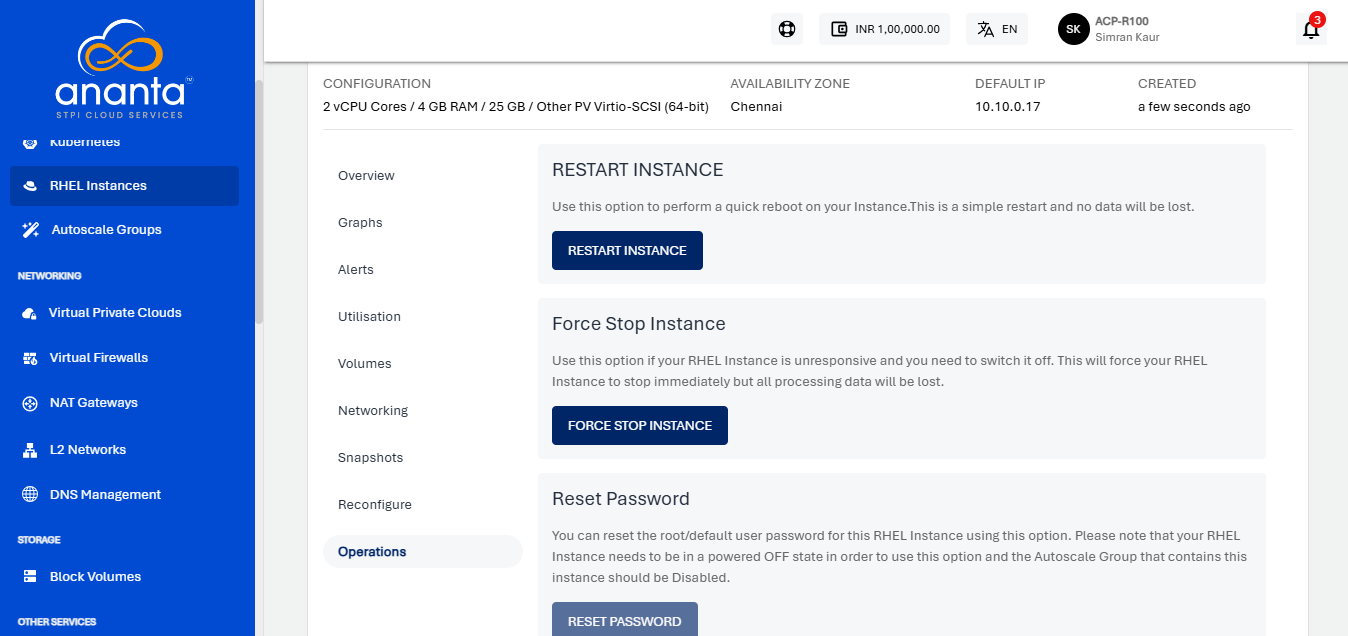 ananta
STPI CLOUD SERVICES
Kubernetes
RHEL Instances
Autoscale Groups
NETWORKING
Virtual Private Clouds
Virtual Firewalls
NAT Gateways
L2 Networks
DNS Management
STORAGE
Block Volumes
OTHER SERVICES
INR 1,00,000.00
EN
SK
ACP-R100
Simran Kaur
3
CONFIGURATION
2 vCPU Cores / 4 GB RAM / 25 GB / Other PV Virtio-SCSI (64-bit)
AVAILABILITY ZONE
Chennai
DEFAULT IP
10.10.0.17
CREATED
a few seconds ago
Overview
Graphs
Alerts
Utilisation
Volumes
Networking
Snapshots
Reconfigure
Operations
RESTART INSTANCE
Use this option to perform a quick reboot on your Instance.This is a simple restart and no data will be lost.
RESTART INSTANCE
Force Stop Instance
Use this option if your RHEL Instance is unresponsive and you need to switch it off. This will force your RHEL
Instance to stop immediately but all processing data will be lost.
FORCE STOP INSTANCE
Reset Password
You can reset the root/default user password for this RHEL Instance using this option. Please note that your RHEL
Instance needs to be in a powered OFF state in order to use this option and the Autoscale Group that contains this
instance should be Disabled.
RESET PASSWORD